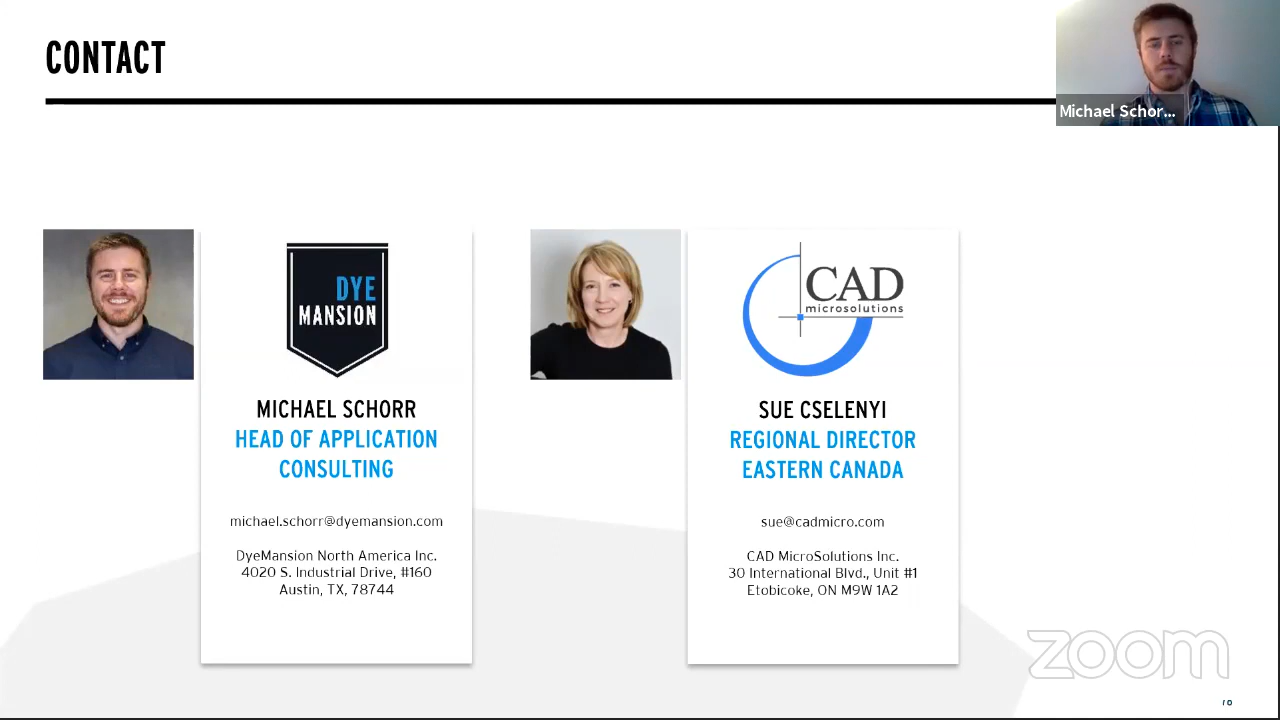 CONTACT
Michael Schor...
DYE
MANSION
MICHAEL SCHORR
HEAD OF APPLICATION
CONSULTING
michael.schorr@dyemansion.com
DyeMansion North America Inc.
4020 S. Industrial Drive, #160
Austin, TX, 78744
CAD
microsolutions
SUE CSELENYI
REGIONAL DIRECTOR
EASTERN CANADA
sue@cadmicro.com
CAD MicroSolutions Inc.
30 International Blvd., Unit #1
Etobicoke, ON M9W 1A2
zoom